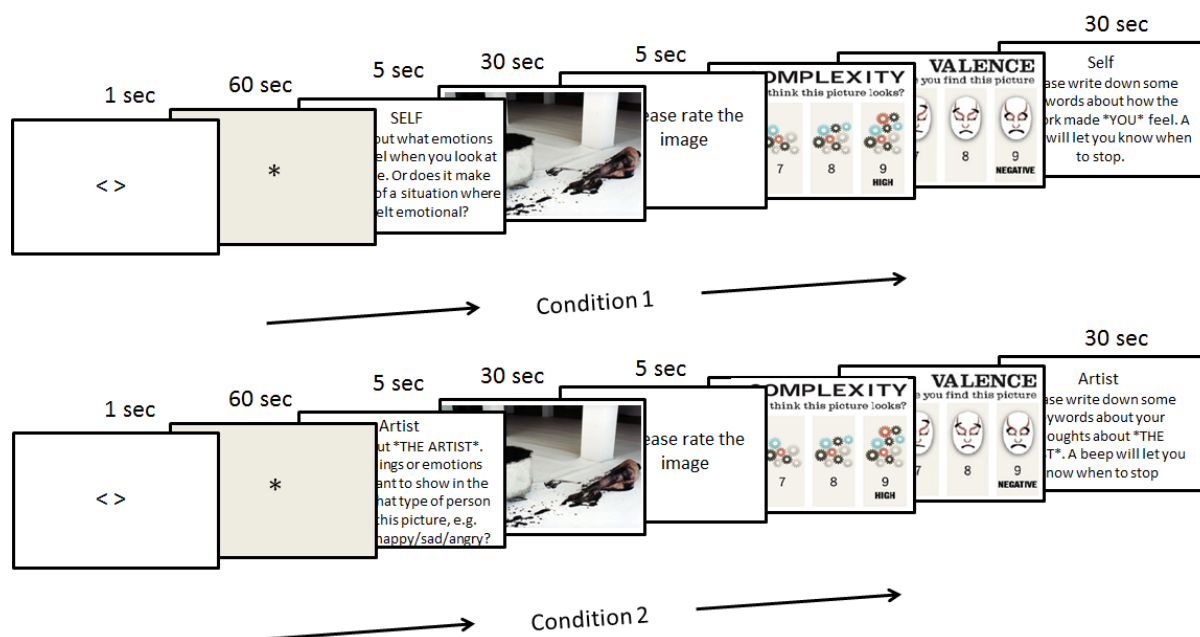 1 sec
60 sec
5 sec
30 sec
5 sec
30 sec
< >
*
SELF
out what emotions
el when you look at
e. Or does it make
of a situation where
elt emotional?
ease rate the
image
OMPLEXITY
think this picture looks?
7
8
9
HIGH
VALENCE
e you find this picture
7
8
9
NEGATIVE
Self
ase write down some
words about how the
rk made *YOU* feel. A
will let you know when
to stop.
Condition 1
1 sec
60 sec
5 sec
30 sec
5 sec
30 sec
< >
*
Artist
ut *THE ARTIST*.
ings or emotions
ant to show in the
hat type of person
this picture, e.g.
happy/sad/angry?
ease rate the
image
OMPLEXITY
think this picture looks?
7
8
9
HIGH
VALENCE
e you find this picture
7
8
9
NEGATIVE
Artist
ase write down some
ywords about your
oughts about *THE
T*. A beep will let you
now when to stop
Condition 2